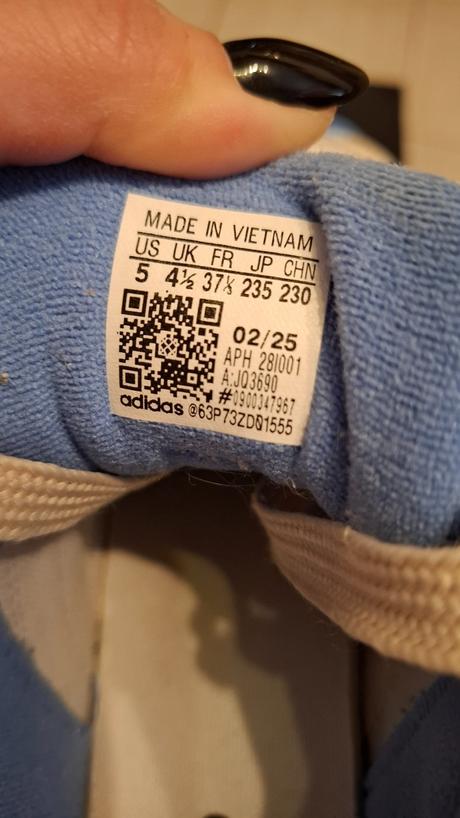 MADE IN VIETNAM
US UK FR JP CHN
5 4½ 37⅓ 235 230
02/25
APH 28I001
A:JQ3690
#0900347967
adidas @63P73ZD01555